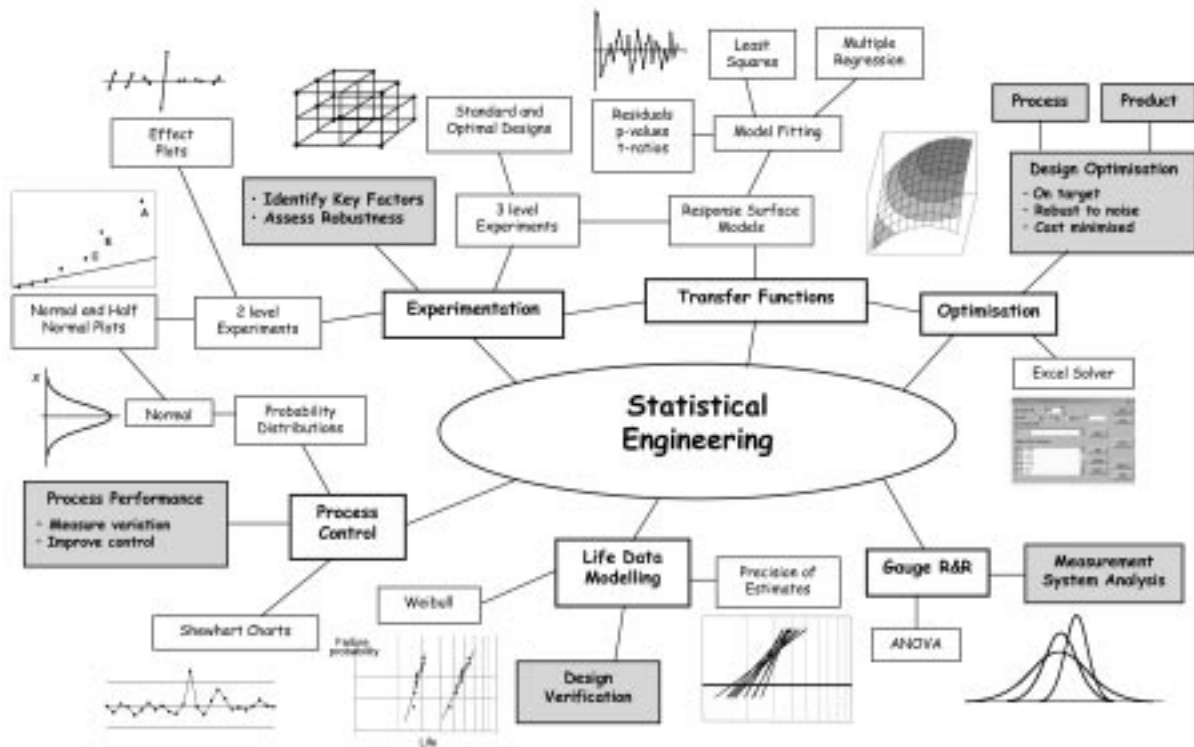 Least
Squares
Multiple
Regression
Process
Product
Standard and
Optimal Designs
Residuals
p-values
t-ratios
Model Fitting
Effect
Plots
Design Optimisation
- On target
- Robust to noise
- Cost minimised
• Identify Key Factors
• Assess Robustness
3 level
Experiments
Response Surface
Models
A
B
C
Normal and Half
Normal Plots
2 level
Experiments
Experimentation
Transfer Functions
Optimisation
Excel Solver
X
Normal
Probability
Distributions
Statistical
Engineering
Process Performance
- Measure variation
- Improve control
Process
Control
Life Data
Modelling
Precision of
Estimates
Gauge R&R
Measurement
System Analysis
Weibull
Shewhart Charts
ANOVA
Failure
probability
Design
Verification
Life